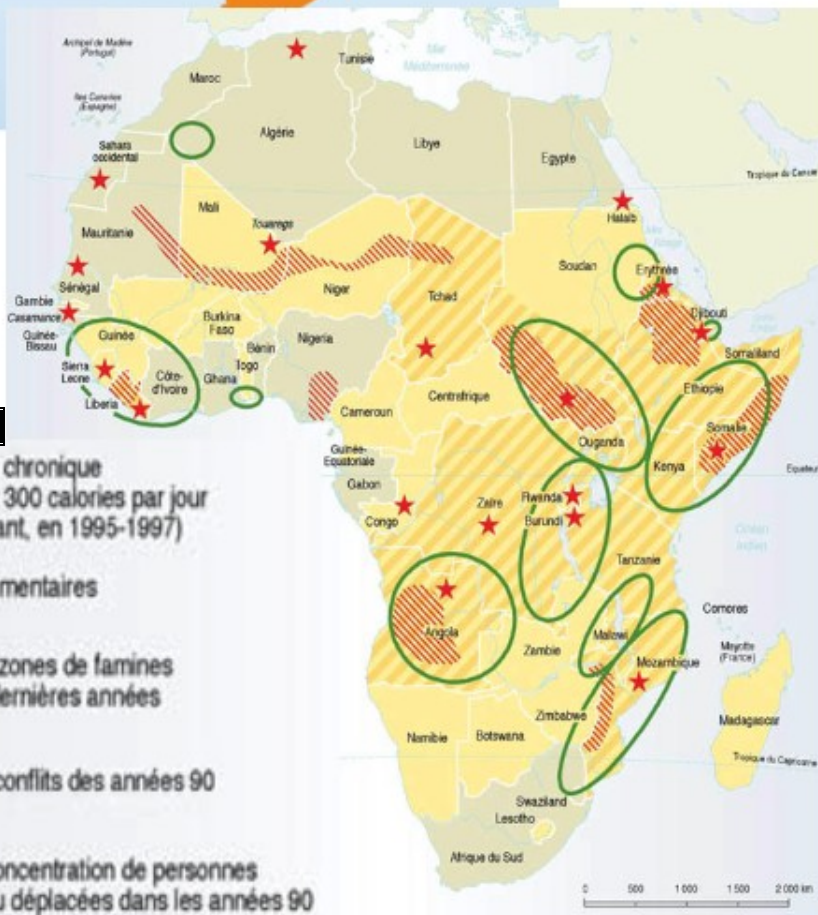 Archipel de Madère
(Portugal)
Iles Canaries
(Espagne)
Maroc
Tunisie
Mer
Méditerranée
Algérie
Libye
Egypte
Sahara
occidental
Tropique du Cancer
Halaïb
Mer
Rouge
Mauritanie
Mali
Touaregs
Niger
Tchad
Soudan
Erythrée
Sénégal
Gambie
Casamance
Guinée-
Bissau
Guinée
Burkina
Faso
Bénin
Togo
Nigeria
Djibouti
Somaliland
Sierra
Leone
Liberia
Côte-
d'Ivoire
Ghana
Cameroun
Centrafrique
Ethiopie
Somalie
Ouganda
Kenya
Guinée-
Equatoriale
Gabon
Congo
Zaïre
Rwanda
Burundi
Equateur
Océan
Indien
Tanzanie
Angola
Zambie
Malawi
Comores
Mayotte
(France)
Mozambique
Zimbabwe
Namibie
Botswana
Madagascar
Tropique du Capricorne
Swaziland
Lesotho
Afrique du Sud
0 500 1 000 1 500 2 000 km
chronique
300 calories par jour
ant, en 1995-1997)
mentaires
zones de famines
dernières années
conflits des années 90
oncentration de personnes
u déplacées dans les années 90